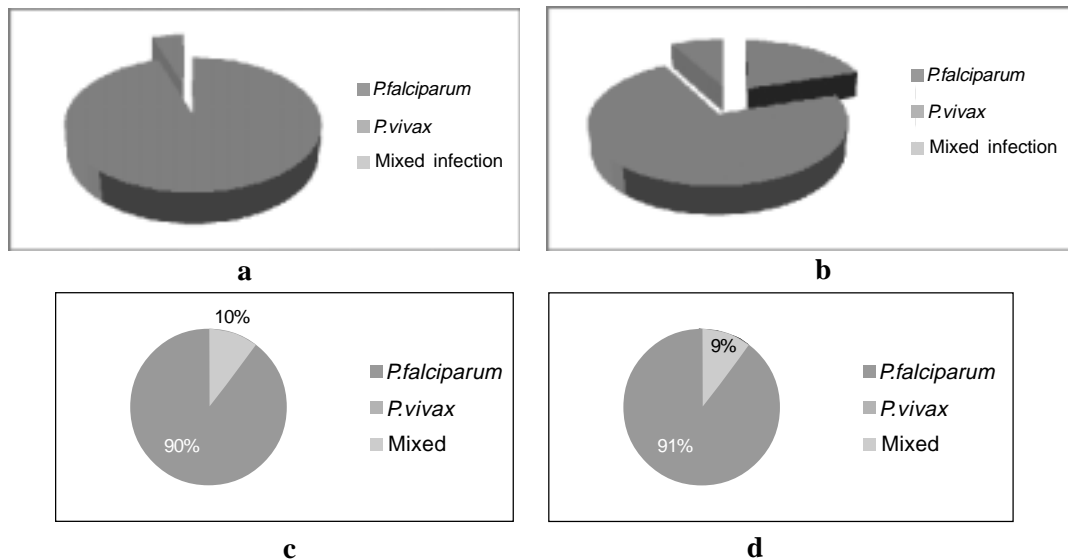 P.falciparum
P.vivax
Mixed infection
a
P.falciparum
P.vivax
Mixed infection
b
10%
90%
P.falciparum
P.vivax
Mixed
c
9%
91%
P.falciparum
P.vivax
Mixed
d